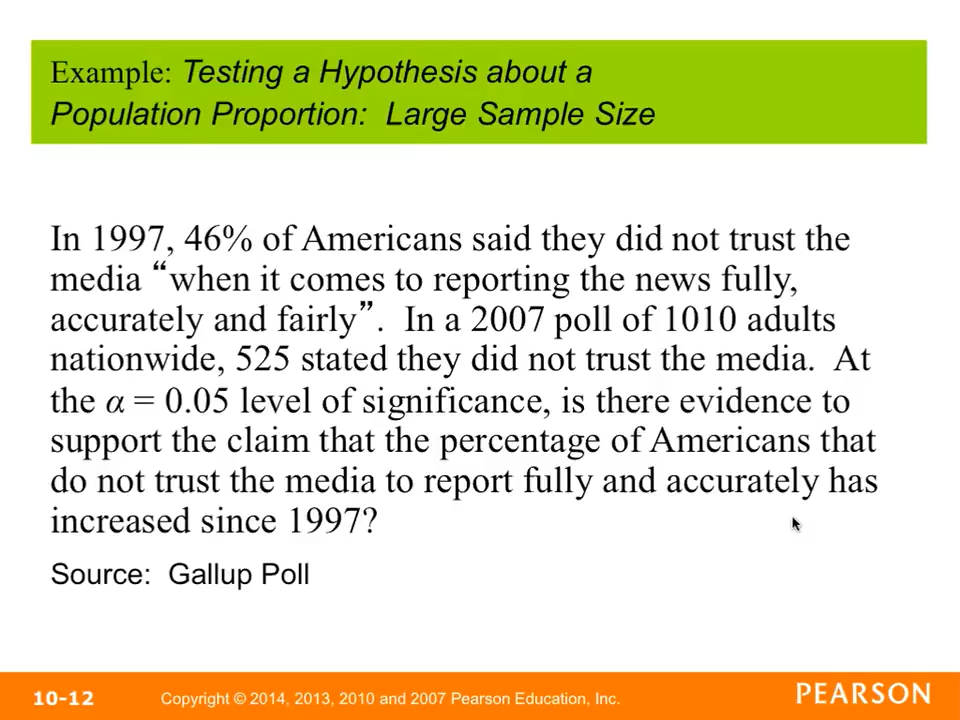 Example: Testing a Hypothesis about a
Population Proportion: Large Sample Size
In 1997, 46% of Americans said they did not trust the
media “when it comes to reporting the news fully,
accurately and fairly”. In a 2007 poll of 1010 adults
nationwide, 525 stated they did not trust the media. At
the α = 0.05 level of significance, is there evidence to
support the claim that the percentage of Americans that
do not trust the media to report fully and accurately has
increased since 1997?
Source: Gallup Poll
10-12 Copyright © 2014, 2013, 2010 and 2007 Pearson Education, Inc. PEARSON